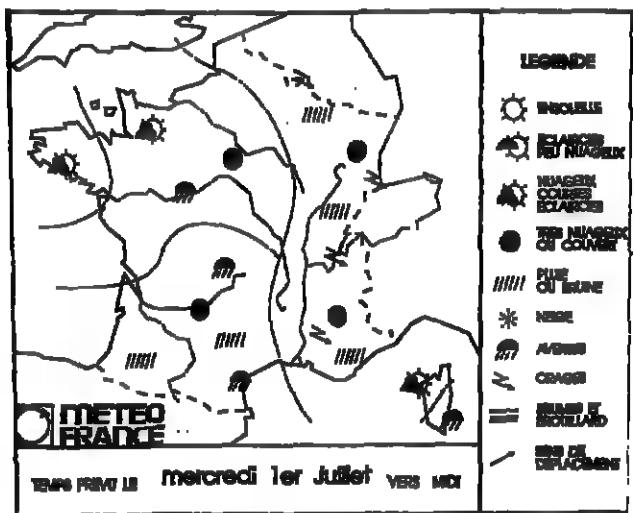 LEGENDE
ENSOLEILLE
ECLAIRCIES
PEU NUAGEUX
NUAGEUX
COURTES
ECLAIRCIES
TRES NUAGEUX
OU COUVERT
PLUIE
OU BRUINE
NEIGE
AVERSES
ORAGES
BRUMES ET
BROUILLARD
SENS DE
DEPLACEMENT
METEO
FRANCE
TEMPS PREVU LE mercredi 1er Juillet VERS MIDI